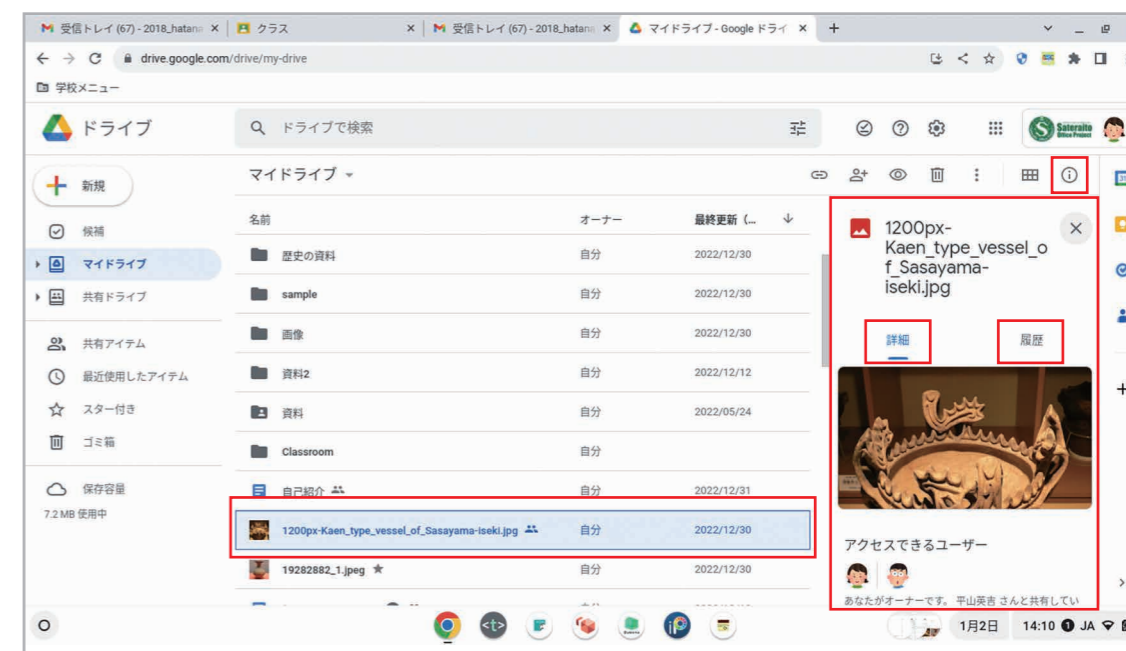 受信トレイ (67) - 2018_hatana
クラス
受信トレイ (67) - 2018_hatana
マイドライブ - Google ドライ
drive.google.com/drive/my-drive
学校メニュー
ドライブ
ドライブで検索
Sateraito
Office Project
新規
マイドライブ
候補
マイドライブ
共有ドライブ
共有アイテム
最近使用したアイテム
スター付き
ゴミ箱
保存容量
7.2 MB 使用中
名前 オーナー 最終更新（...
歴史の資料 自分 2022/12/30
sample 自分 2022/12/30
画像 自分 2022/12/30
資料2 自分 2022/12/12
資料 自分 2022/05/24
Classroom 自分
自己紹介 自分 2022/12/31
1200px-Kaen_type_vessel_of_Sasayama-iseki.jpg 自分 2022/12/30
19282882_1.jpeg 自分 2022/12/30
1200px-
Kaen_type_vessel_o
f_Sasayama-
iseki.jpg
詳細 履歴
アクセスできるユーザー
あなたがオーナーです。 平山英吉 さんと共有してい
1月2日 14:10 1 JA